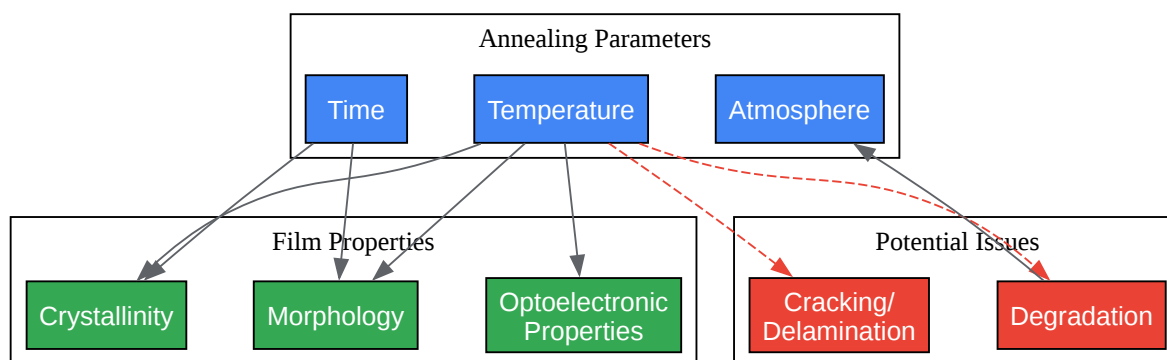 Annealing Parameters
Time
Temperature
Atmosphere
Film Properties
Potential Issues
Crystallinity
Morphology
Optoelectronic
Properties
Cracking/
Delamination
Degradation